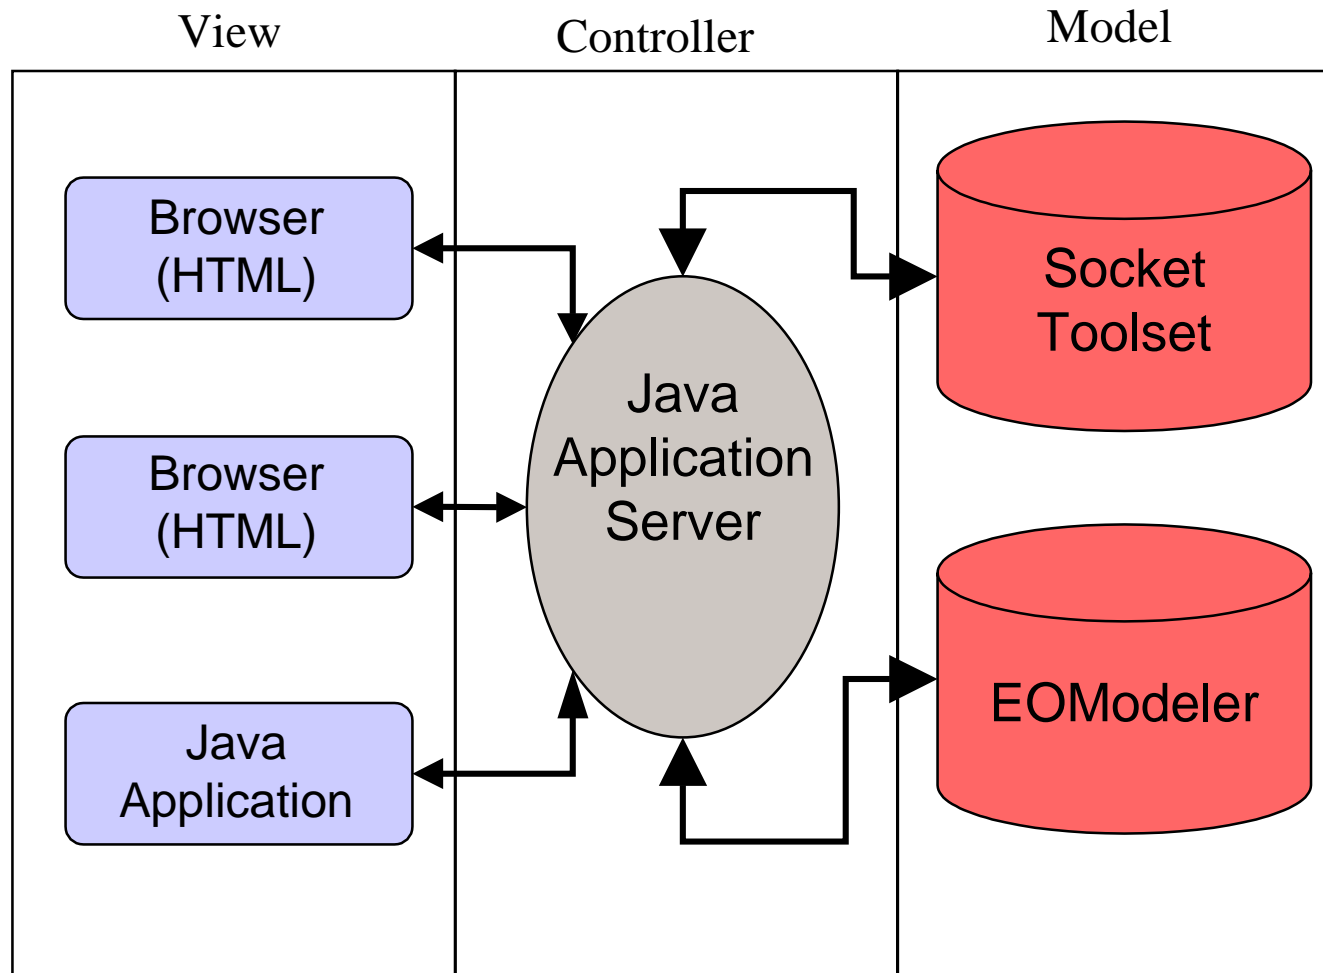 View
Controller
Model
Browser
(HTML)
Browser
(HTML)
Java
Application
Java
Application
Server
Socket
Toolset
EOModeler